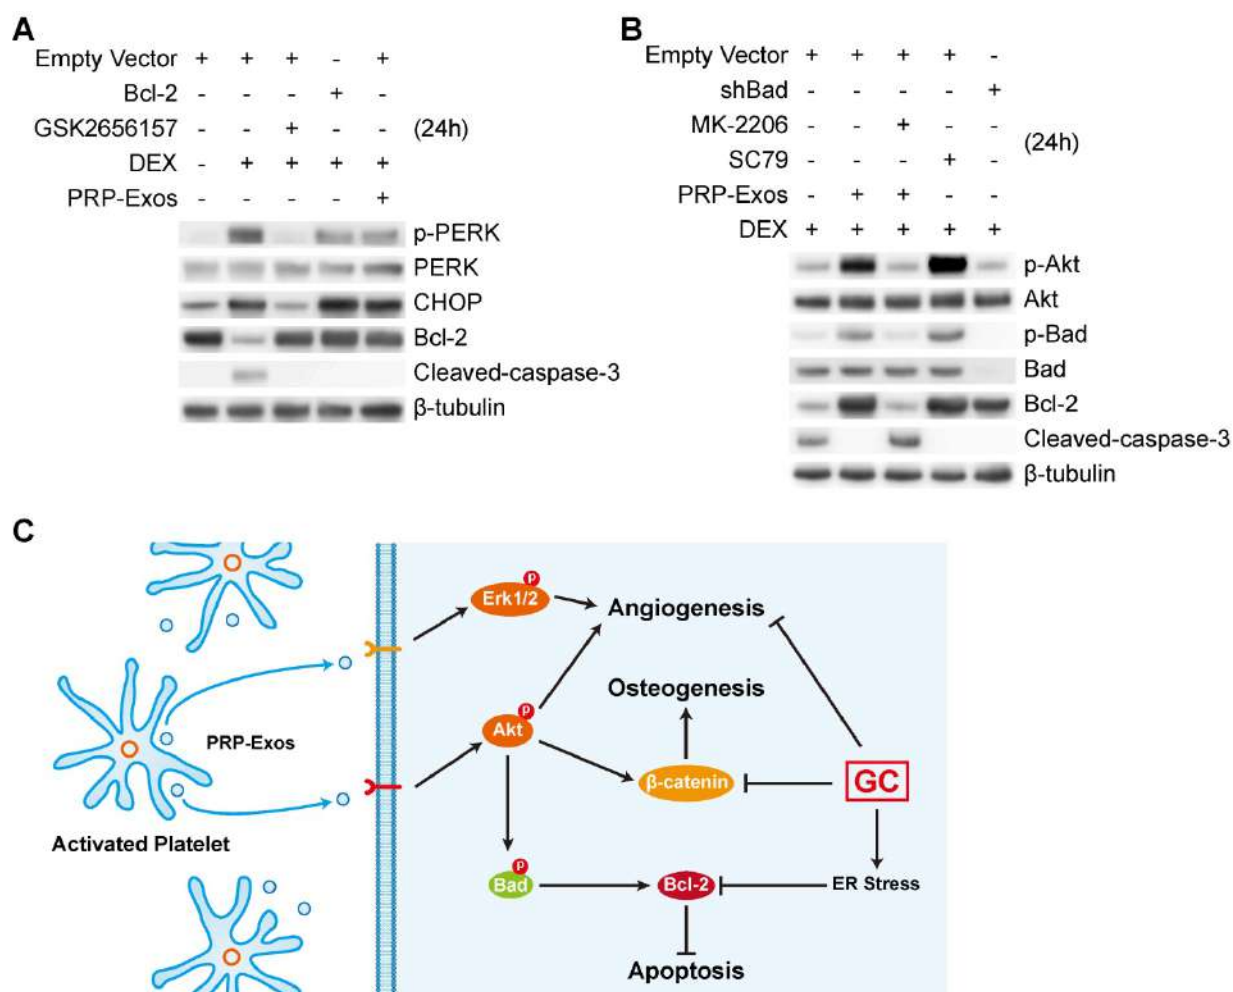 A
Empty Vector + + + - +
Bcl-2 - - - + -
GSK2656157 - - + - - (24h)
DEX - + + + +
PRP-Exos - - - - +
p-PERK
PERK
CHOP
Bcl-2
Cleaved-caspase-3
β-tubulin
B
Empty Vector + + + + -
shBad - - - - +
MK-2206 - - + - - (24h)
SC79 - - - + -
PRP-Exos - + + - -
DEX + + + + +
p-Akt
Akt
p-Bad
Bad
Bcl-2
Cleaved-caspase-3
β-tubulin
C
P
Erk1/2
Angiogenesis
Osteogenesis
P
Akt
PRP-Exos
β-catenin
GC
Activated Platelet
P
Bad
Bcl-2
ER Stress
Apoptosis